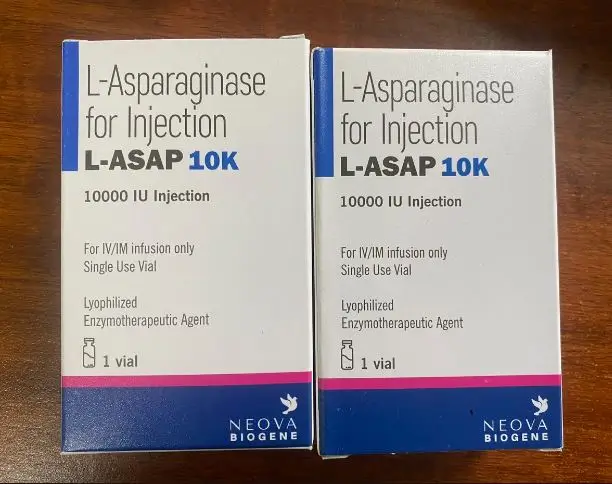 L-Asparaginase
for Injection
L-ASAP 10K
10000 IU Injection
For IV/IM infusion only
Single Use Vial
Lyophilized
Enzymotherapeutic Agent
1 vial
NEOVA
BIOGENE
L-Asparaginase
for Injection
L-ASAP 10K
10000 IU Injection
For IV/IM infusion only
Single Use Vial
Lyophilized
Enzymotherapeutic Agent
1 vial
NEOVA
BIOGENE